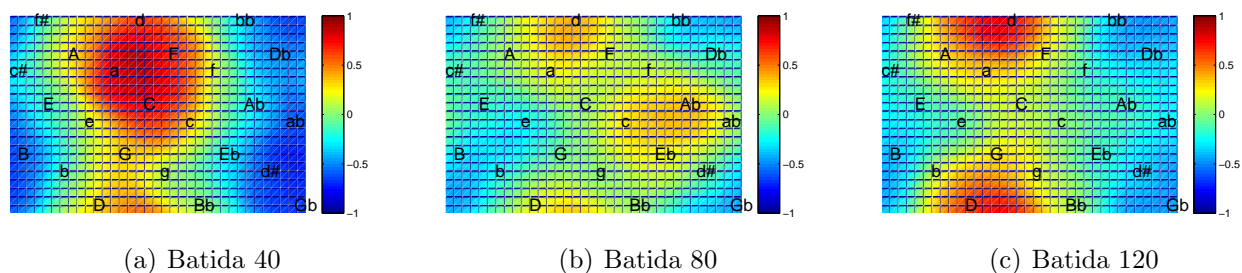 f# d bb 1
A F Db 0.5
c# a f
E C Ab 0
e c ab
B G Eb −0.5
b g d#
D Bb Gb −1
f# d bb 1
A F Db 0.5
c# a f
E C Ab 0
e c ab
B G Eb −0.5
b g d#
D Bb Gb −1
f# d bb 1
A F Db 0.5
c# a f
E C Ab 0
e c ab
B G Eb −0.5
b g d#
D Bb Gb −1
(a) Batida 40 (b) Batida 80 (c) Batida 120